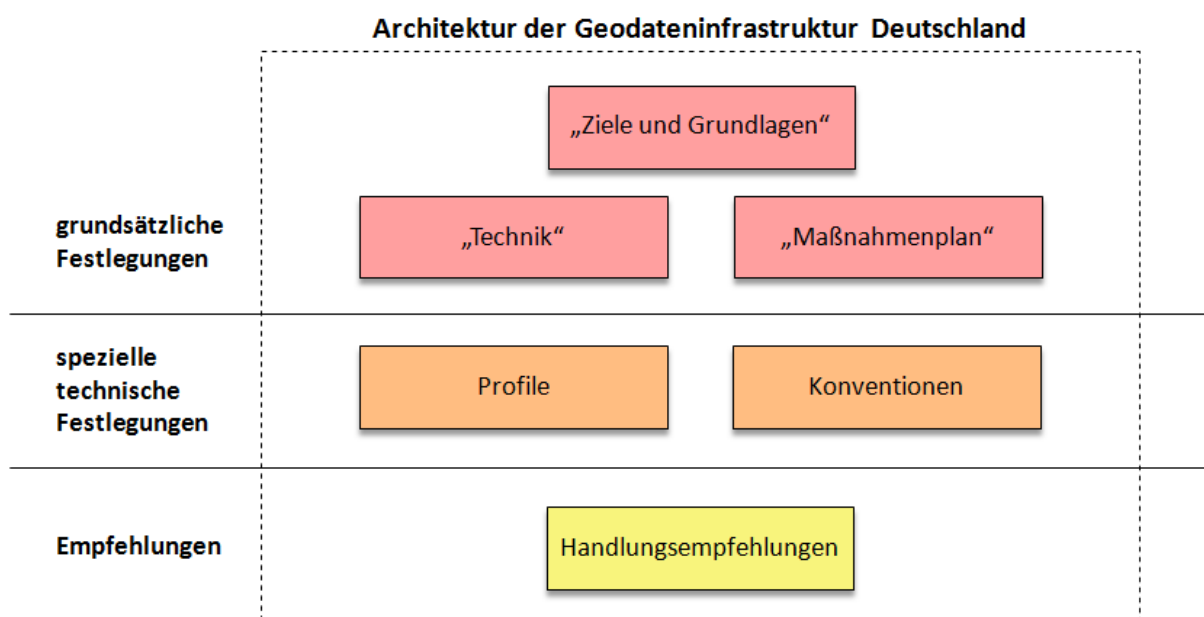 Architektur der Geodateninfrastruktur Deutschland
„Ziele und Grundlagen“
grundsätzliche
Festlegungen
„Technik“
„Maßnahmenplan“
spezielle
technische
Festlegungen
Profile
Konventionen
Empfehlungen
Handlungsempfehlungen